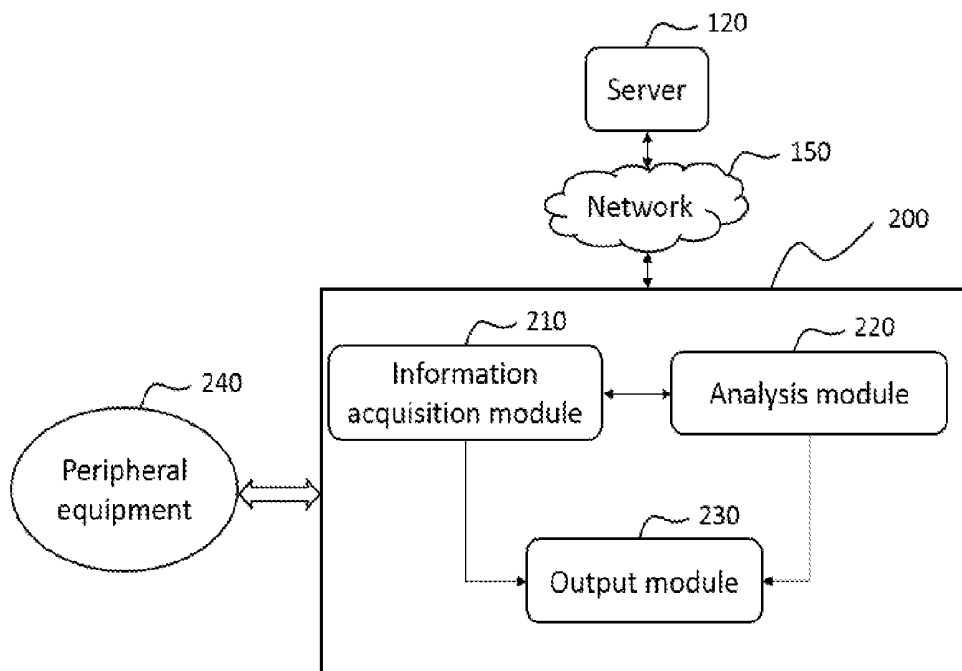 120
Server
150
Network
200
210
220
Information
acquisition module
Analysis module
240
Peripheral
equipment
230
Output module